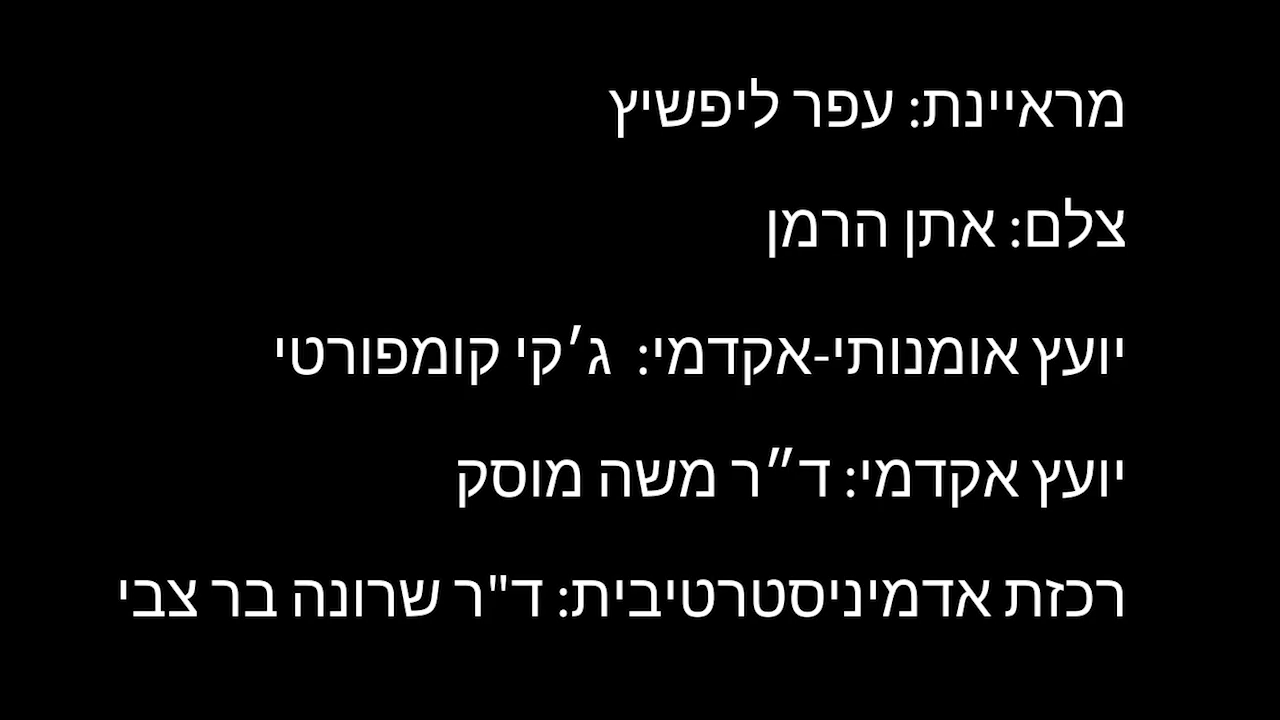 מראיינת: עפר ליפשיץ
צלם: אתן הרמן
יועץ אומנותי-אקדמי: ג׳קי קומפורטי
יועץ אקדמי: ד״ר משה מוסק
רכזת אדמיניסטרטיבית: ד"ר שרונה בר צבי